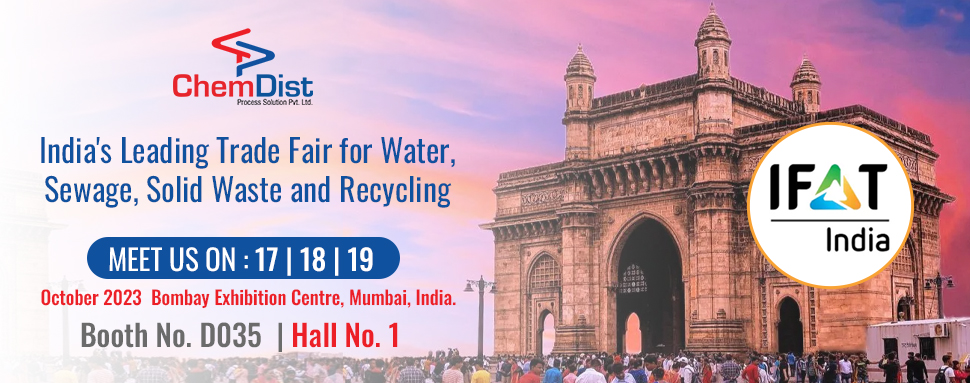 ChemDist
Process Solution Pvt. Ltd.
India's Leading Trade Fair for Water,
Sewage, Solid Waste and Recycling
MEET US ON : 17 | 18 | 19
October 2023 Bombay Exhibition Centre, Mumbai, India.
Booth No. D035 | Hall No. 1
IFAT
India